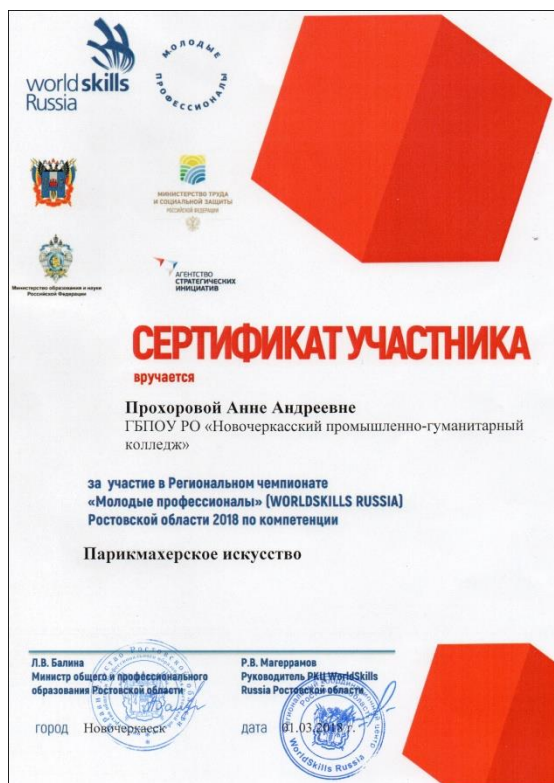 world skills
Russia
МОЛОДЫЕ
ПРОФЕССИОНАЛЫ
МИНИСТЕРСТВО ТРУДА
И СОЦИАЛЬНОЙ ЗАЩИТЫ
РОССИЙСКОЙ ФЕДЕРАЦИИ
Министерство образования и науки
Российской Федерации
АГЕНТСТВО
СТРАТЕГИЧЕСКИХ
ИНИЦИАТИВ
СЕРТИФИКАТ УЧАСТНИКА
вручается
Прохоровой Анне Андреевне
ГБПОУ РО «Новочеркасский промышленно-гуманитарный
колледж»
за участие в Региональном чемпионате
«Молодые профессионалы» (WORLDSKILLS RUSSIA)
Ростовской области 2018 по компетенции
Парикмахерское искусство
Л.В. Балина
Министр общего и профессионального
образования Ростовской области
Р.В. Магеррамов
Руководитель РКЦ WorldSkills
Russia Ростовской области
город Новочеркасск
дата 01.03.2018 г.
WorldSkills Russia